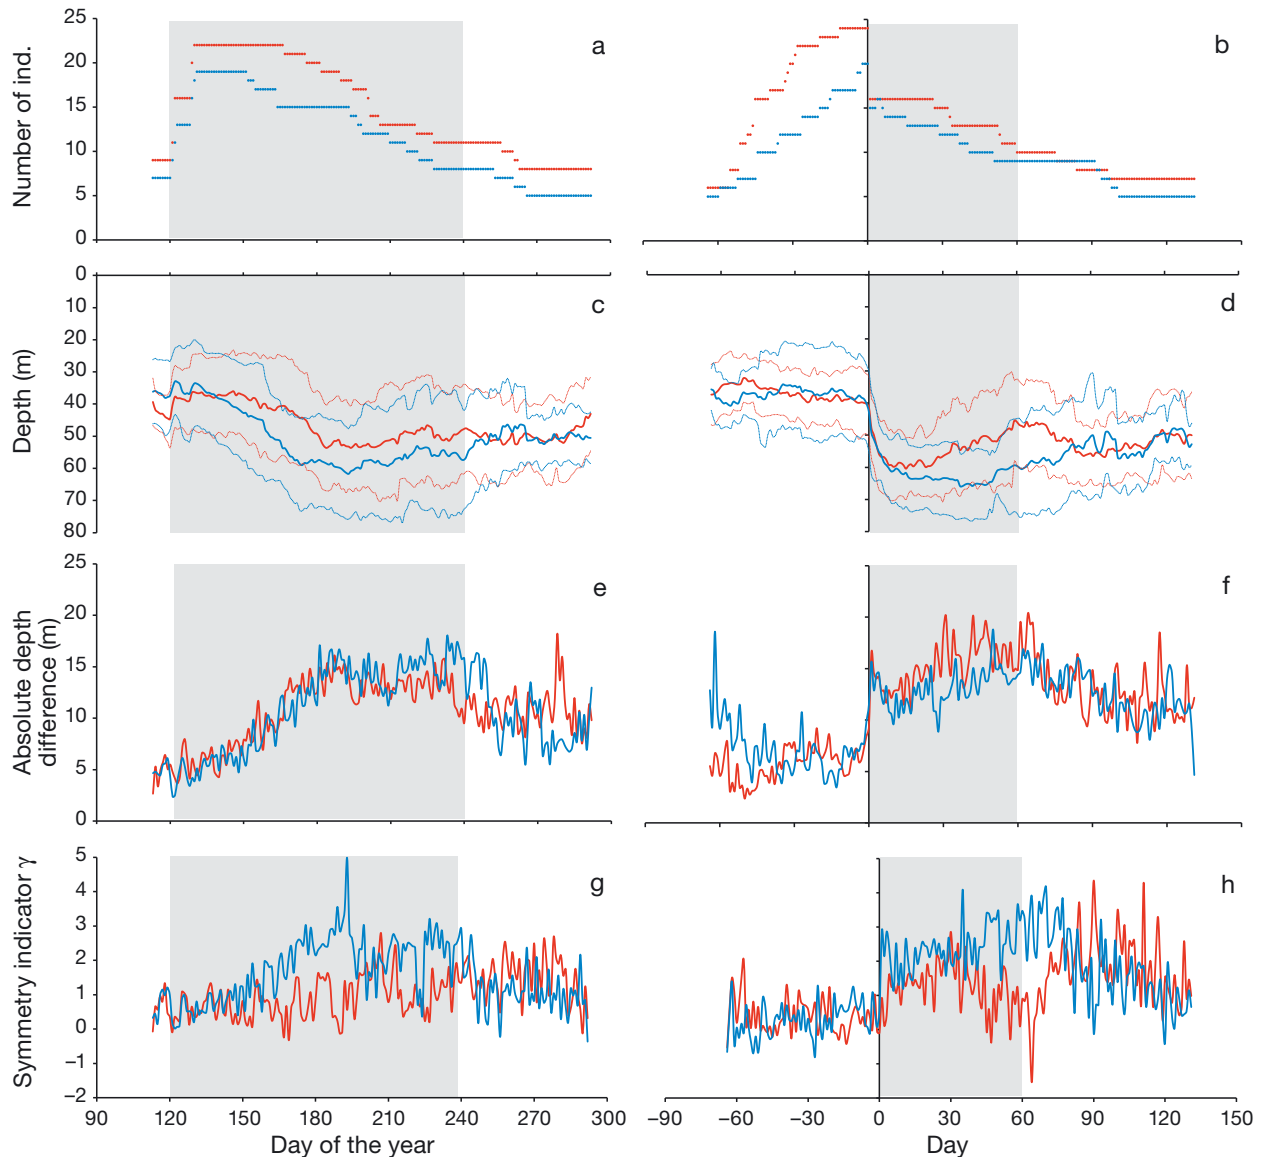 25
20
15
10
5
0
Number of ind.
a
b
0
10
20
30
40
50
60
70
80
Depth (m)
c
d
25
20
15
10
5
0
Absolute depth
difference (m)
e
f
5
4
3
2
1
0
−1
−2
Symmetry indicator γ
g
h
90 120 150 180 210 240 270 300
Day of the year
−90 −60 −30 0 30 60 90 120 150
Day